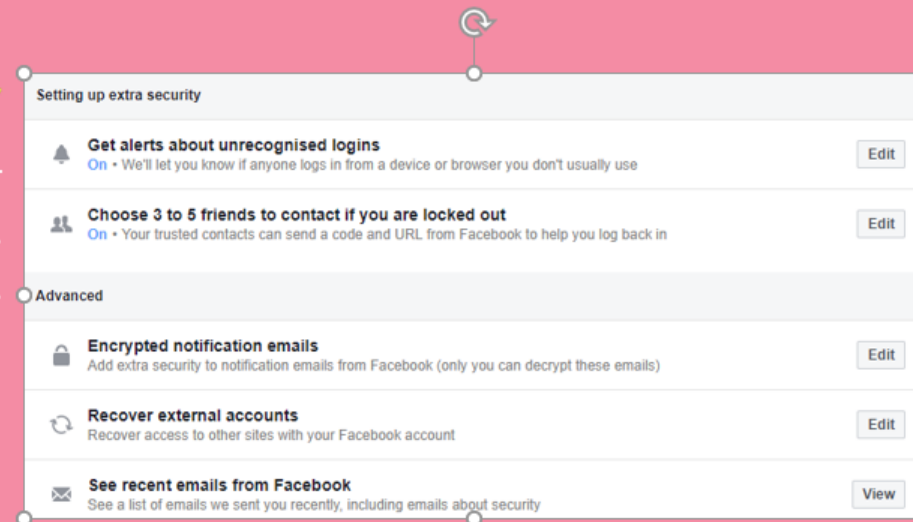 Setting up extra security
Get alerts about unrecognised logins
On • We'll let you know if anyone logs in from a device or browser you don't usually use
Edit
Choose 3 to 5 friends to contact if you are locked out
On • Your trusted contacts can send a code and URL from Facebook to help you log back in
Edit
Advanced
Encrypted notification emails
Add extra security to notification emails from Facebook (only you can decrypt these emails)
Edit
Recover external accounts
Recover access to other sites with your Facebook account
Edit
See recent emails from Facebook
See a list of emails we sent you recently, including emails about security
View